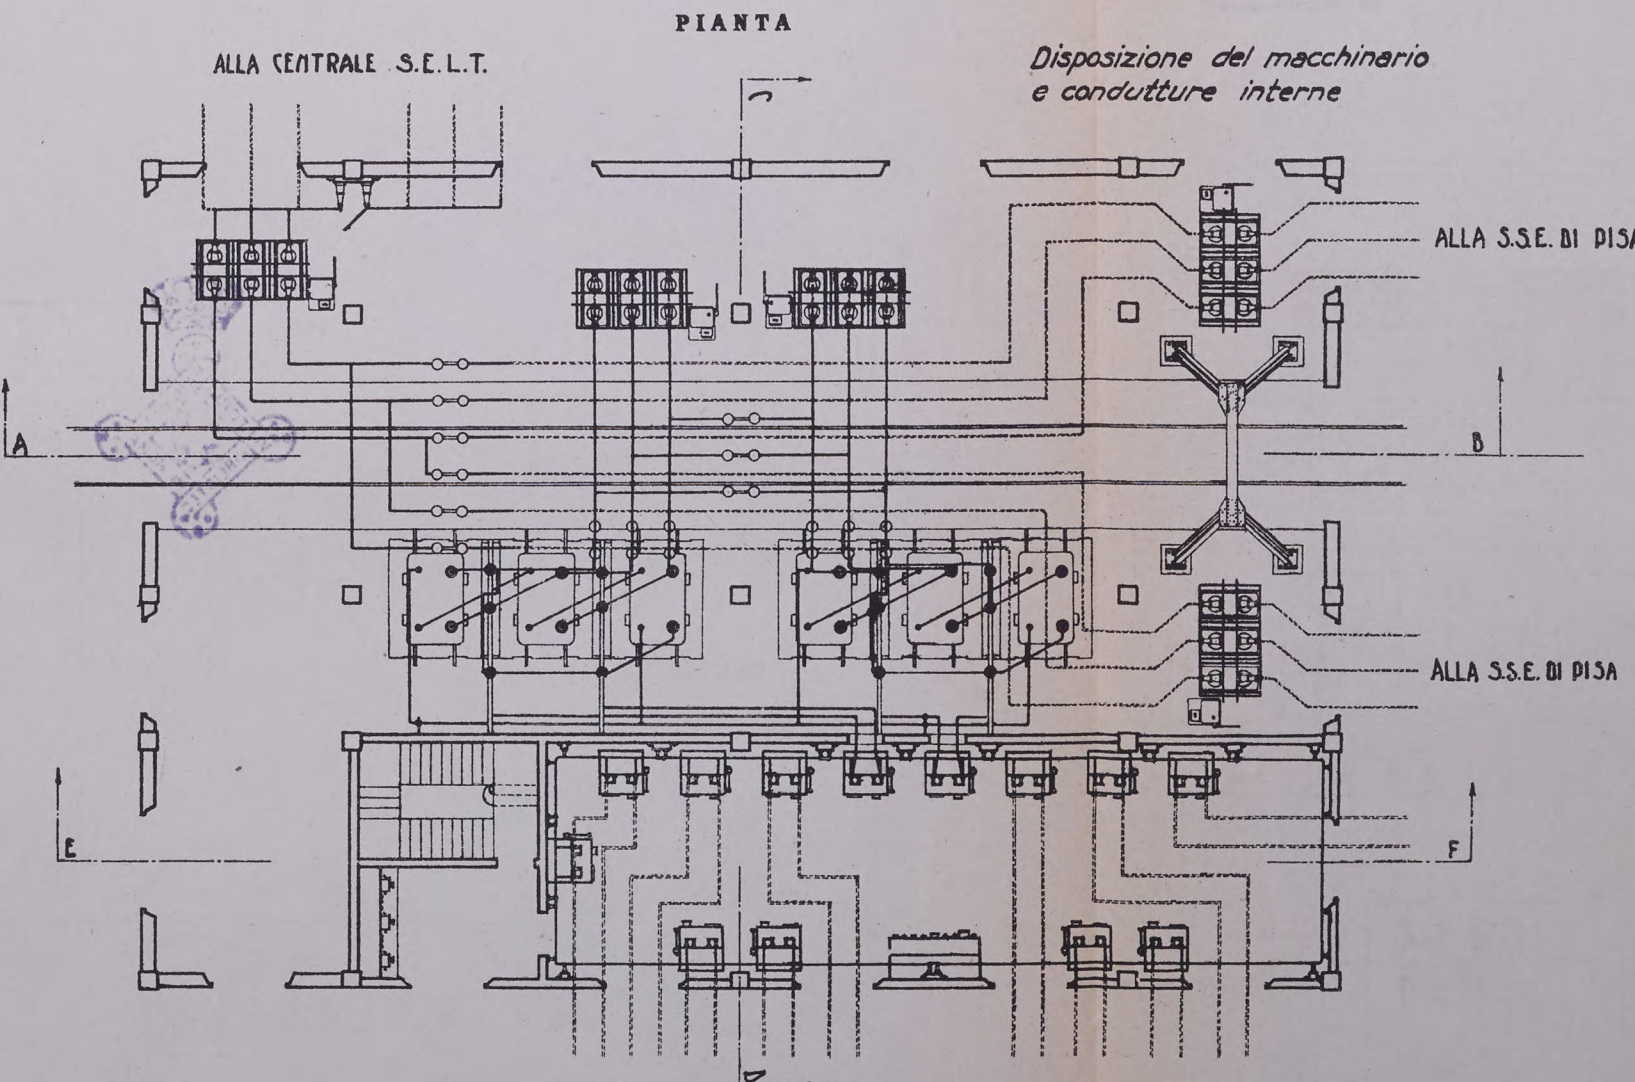 PIANTA
ALLA CENTRALE S.E.L.T.
Disposizione del macchinario
e condutture interne
ALLA S.S.E. DI PISA
A
B
ALLA S.S.E. DI PISA
E
F